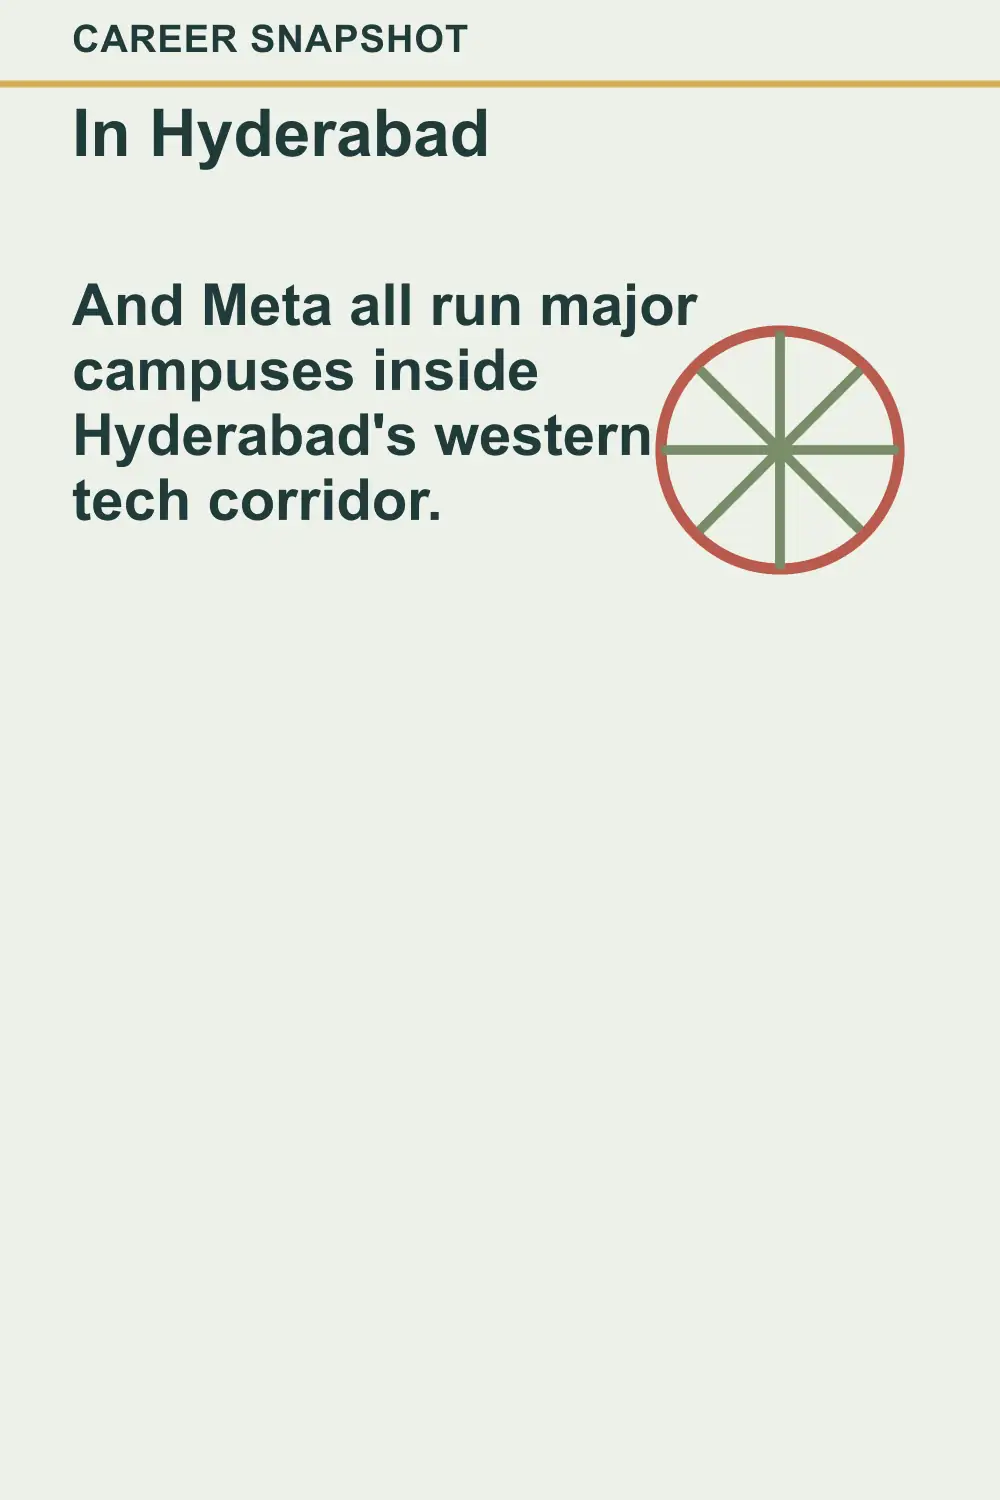 CAREER SNAPSHOT
In Hyderabad
And Meta all run major
campuses inside
Hyderabad's western
tech corridor.